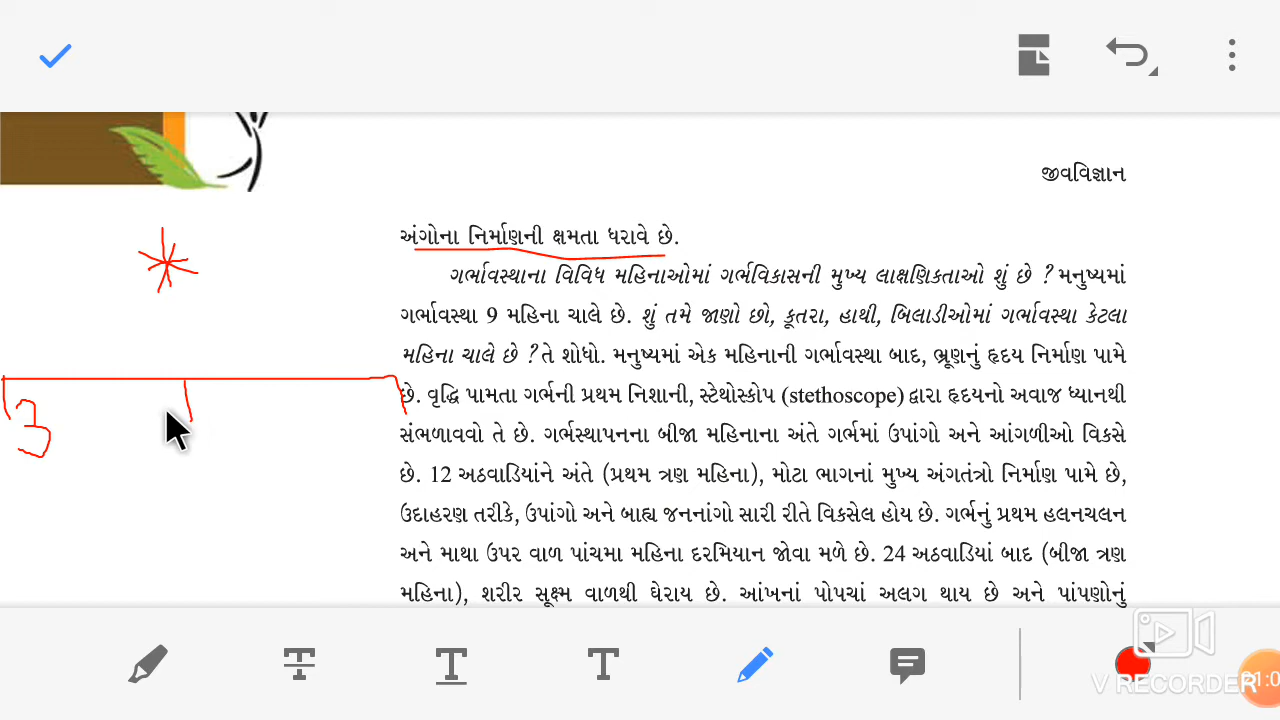 જીવવિજ્ઞાન
અંગોના નિર્માણની ક્ષમતા ધરાવે છે.
ગર્ભાવસ્થાના વિવિધ મહિનાઓમાં ગર્ભવિકાસની મુખ્ય લાક્ષણિકતાઓ શું છે ? મનુષ્યમાં
ગર્ભાવસ્થા 9 મહિના ચાલે છે. શું તમે જાણો છો, કૂતરા, હાથી, બિલાડીઓમાં ગર્ભાવસ્થા કેટલા
મહિના ચાલે છે ? તે શોધો. મનુષ્યમાં એક મહિનાની ગર્ભાવસ્થા બાદ, ભ્રૂણનું હૃદય નિર્માણ પામે
છે. વૃદ્ધિ પામતા ગર્ભની પ્રથમ નિશાની, સ્ટેથોસ્કોપ (stethoscope) દ્વારા હૃદયનો અવાજ ધ્યાનથી
3
સંભળાવવો તે છે. ગર્ભસ્થાપનના બીજા મહિનાના અંતે ગર્ભમાં ઉપાંગો અને આંગળીઓ વિકસે
છે. 12 અઠવાડિયાંને અંતે (પ્રથમ ત્રણ મહિના), મોટા ભાગનાં મુખ્ય અંગતંત્રો નિર્માણ પામે છે,
ઉદાહરણ તરીકે, ઉપાંગો અને બાહ્ય જનનાંગો સારી રીતે વિકસેલ હોય છે. ગર્ભનું પ્રથમ હલનચલન
અને માથા ઉપર વાળ પાંચમા મહિના દરમિયાન જોવા મળે છે. 24 અઠવાડિયાં બાદ (બીજા ત્રણ
મહિના), શરીર સૂક્ષ્મ વાળથી ઘેરાય છે. આંખનાં પોપચાં અલગ થાય છે અને પાંપણોનું
T T T
V RECORDER